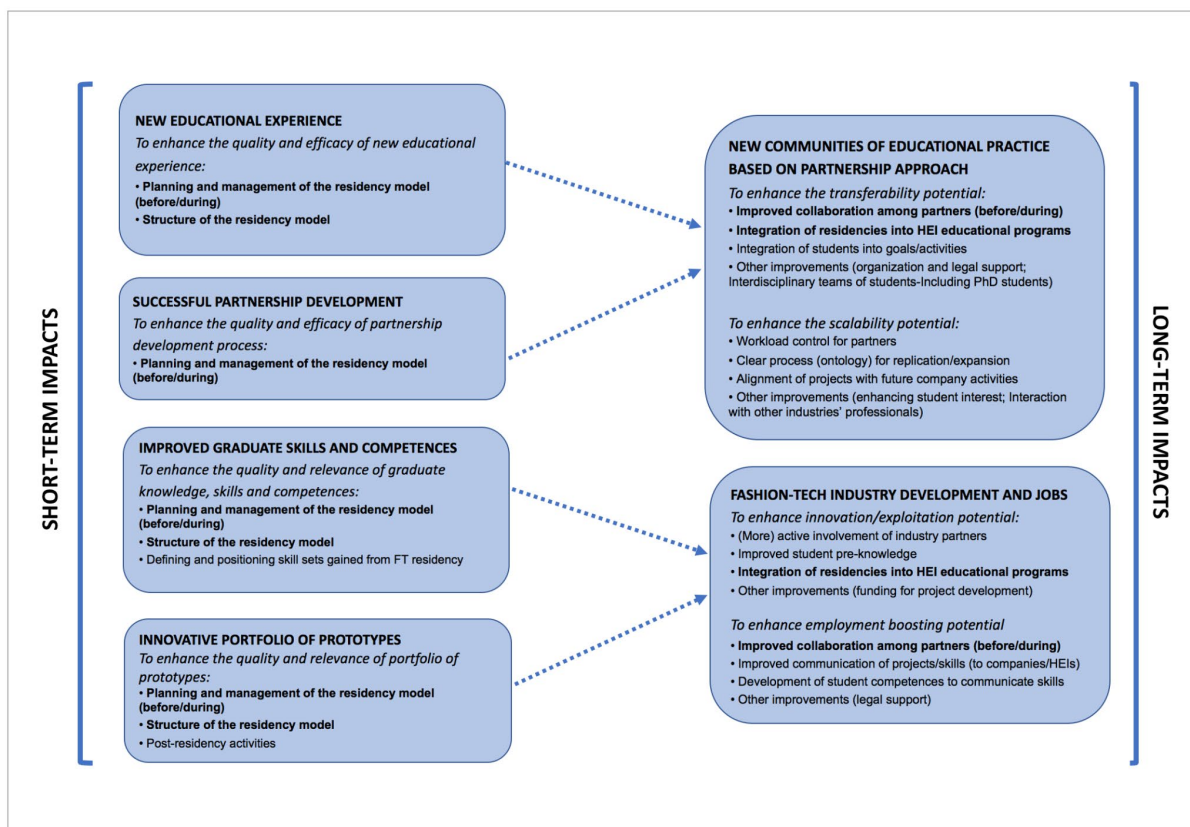 SHORT-TERM IMPACTS
NEW EDUCATIONAL EXPERIENCE
To enhance the quality and efficacy of new educational
experience:
• Planning and management of the residency model
(before/during)
• Structure of the residency model
SUCCESSFUL PARTNERSHIP DEVELOPMENT
To enhance the quality and efficacy of partnership
development process:
• Planning and management of the residency model
(before/during)
IMPROVED GRADUATE SKILLS AND COMPETENCES
To enhance the quality and relevance of graduate
knowledge, skills and competences:
• Planning and management of the residency model
(before/during)
• Structure of the residency model
• Defining and positioning skill sets gained from FT residency
INNOVATIVE PORTFOLIO OF PROTOTYPES
To enhance the quality and relevance of portfolio of
prototypes:
• Planning and management of the residency model
(before/during)
• Structure of the residency model
• Post-residency activities
NEW COMMUNITIES OF EDUCATIONAL PRACTICE
BASED ON PARTNERSHIP APPROACH
To enhance the transferability potential:
• Improved collaboration among partners (before/during)
• Integration of residencies into HEI educational programs
• Integration of students into goals/activities
• Other improvements (organization and legal support;
Interdisciplinary teams of students-Including PhD students)
To enhance the scalability potential:
• Workload control for partners
• Clear process (ontology) for replication/expansion
• Alignment of projects with future company activities
• Other improvements (enhancing student interest; Interaction
with other industries’ professionals)
FASHION-TECH INDUSTRY DEVELOPMENT AND JOBS
To enhance innovation/exploitation potential:
• (More) active involvement of industry partners
• Improved student pre-knowledge
• Integration of residencies into HEI educational programs
• Other improvements (funding for project development)
To enhance employment boosting potential
• Improved collaboration among partners (before/during)
• Improved communication of projects/skills (to companies/HEIs)
• Development of student competences to communicate skills
• Other improvements (legal support)
LONG-TERM IMPACTS